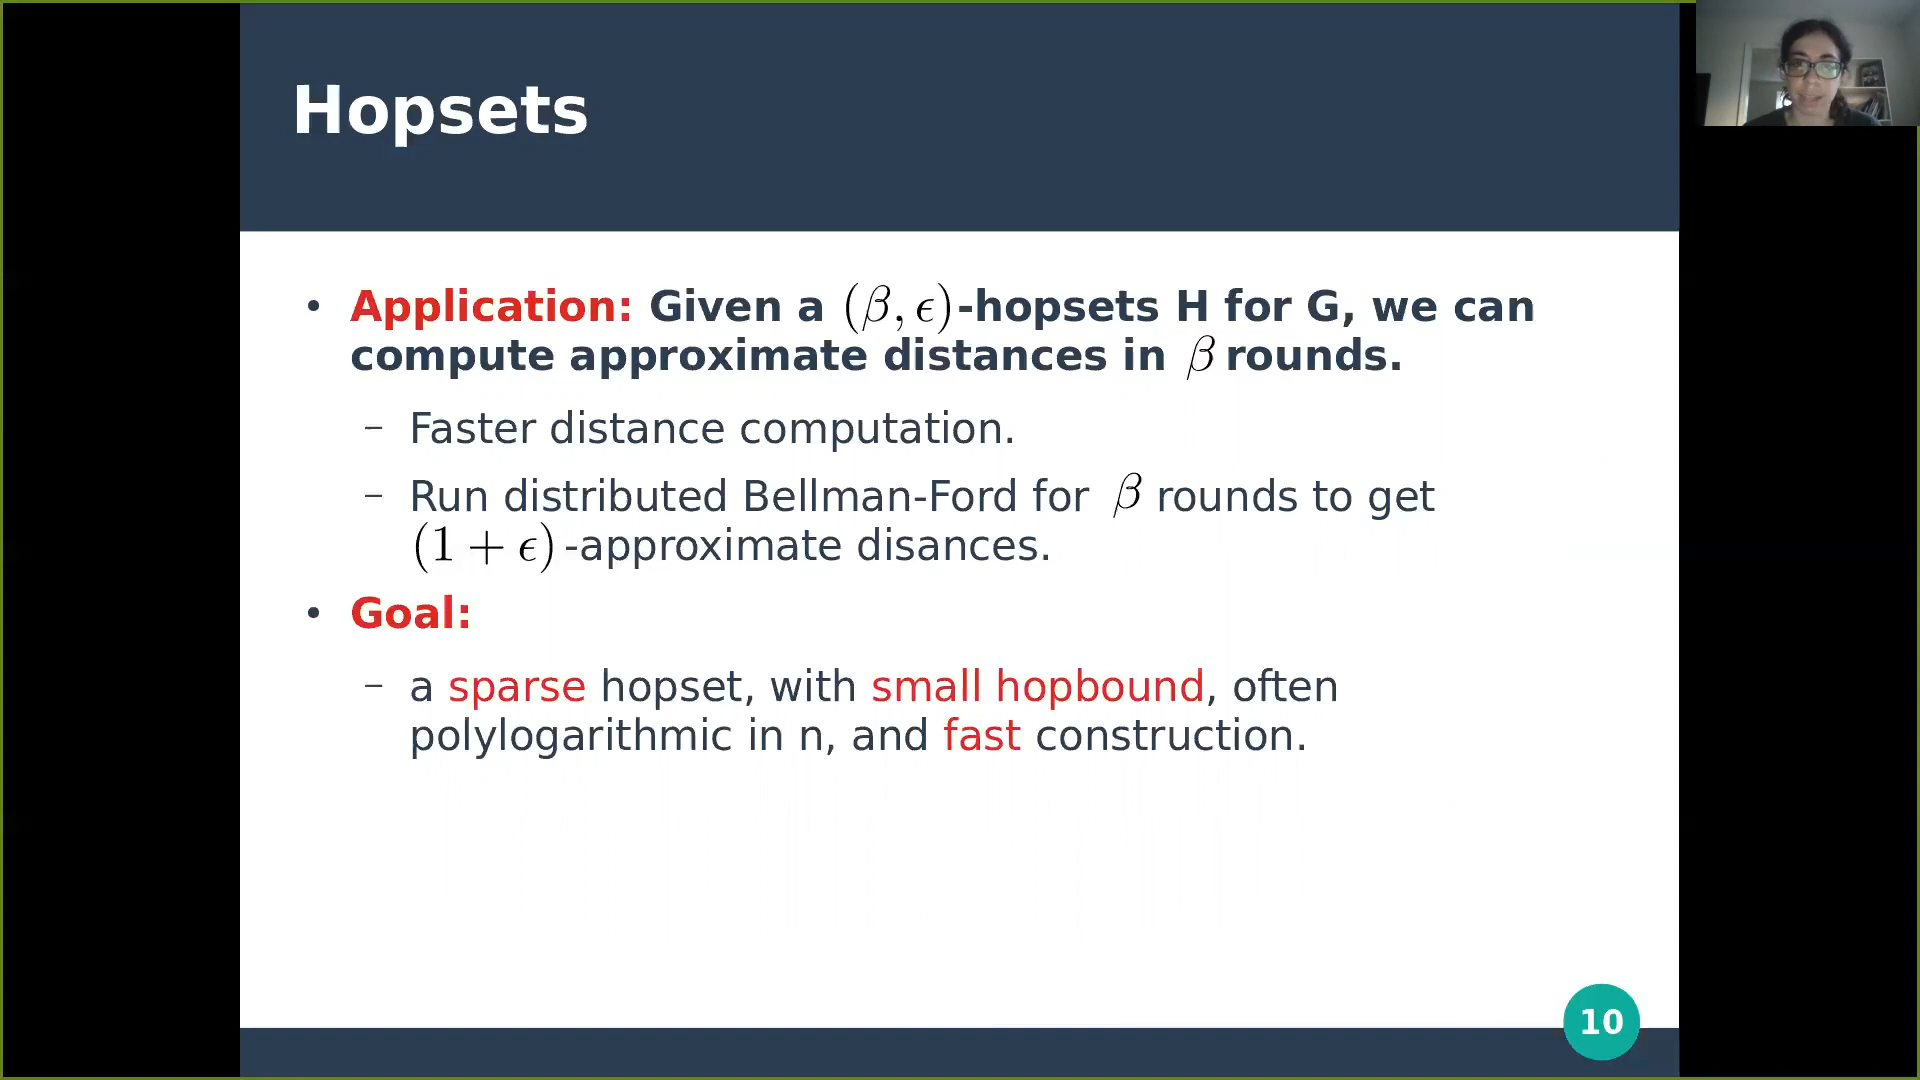 Hopsets
• Application: Given a (β, ϵ)-hopsets H for G, we can
compute approximate distances in β rounds.
– Faster distance computation.
– Run distributed Bellman-Ford for β rounds to get
(1 + ϵ)-approximate disances.
• Goal:
– a sparse hopset, with small hopbound, often
polylogarithmic in n, and fast construction.
10